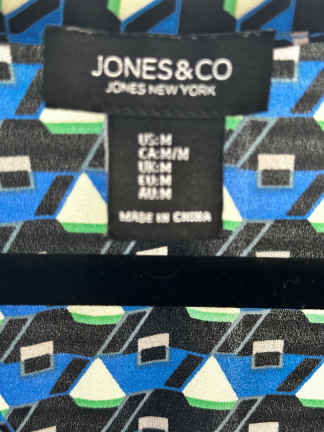 JONES&CO
JONES NEW YORK
US:M
CA:M/M
UK:M
EU:M
AU:M
MADE IN CHINA